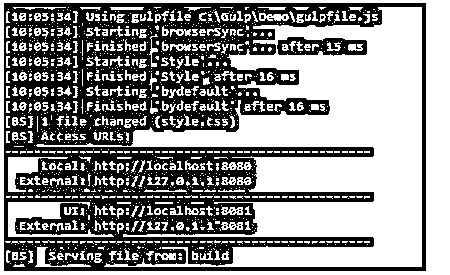 [10:05:34] Using gulpfile C:\Gulp\Demo\gulpfile.js
[10:05:34] Starting 'browserSync'...
[10:05:34] Finished 'browserSync'... after 15 ms
[10:05:34] Starting 'Style'...
[10:05:34] Finished 'Style' after 16 ms
[10:05:34] Starting 'bydefault'...
[10:05:34] Finished 'bydefault' after 16 ms
[BS] 1 file changed (style.css)
[BS] Access URLs:
Local: http://localhost:8080
External: http://127.0.1.1:8080
UI: http://localhost:8081
External: http://127.0.1.1:8081
[BS] Serving file from: build